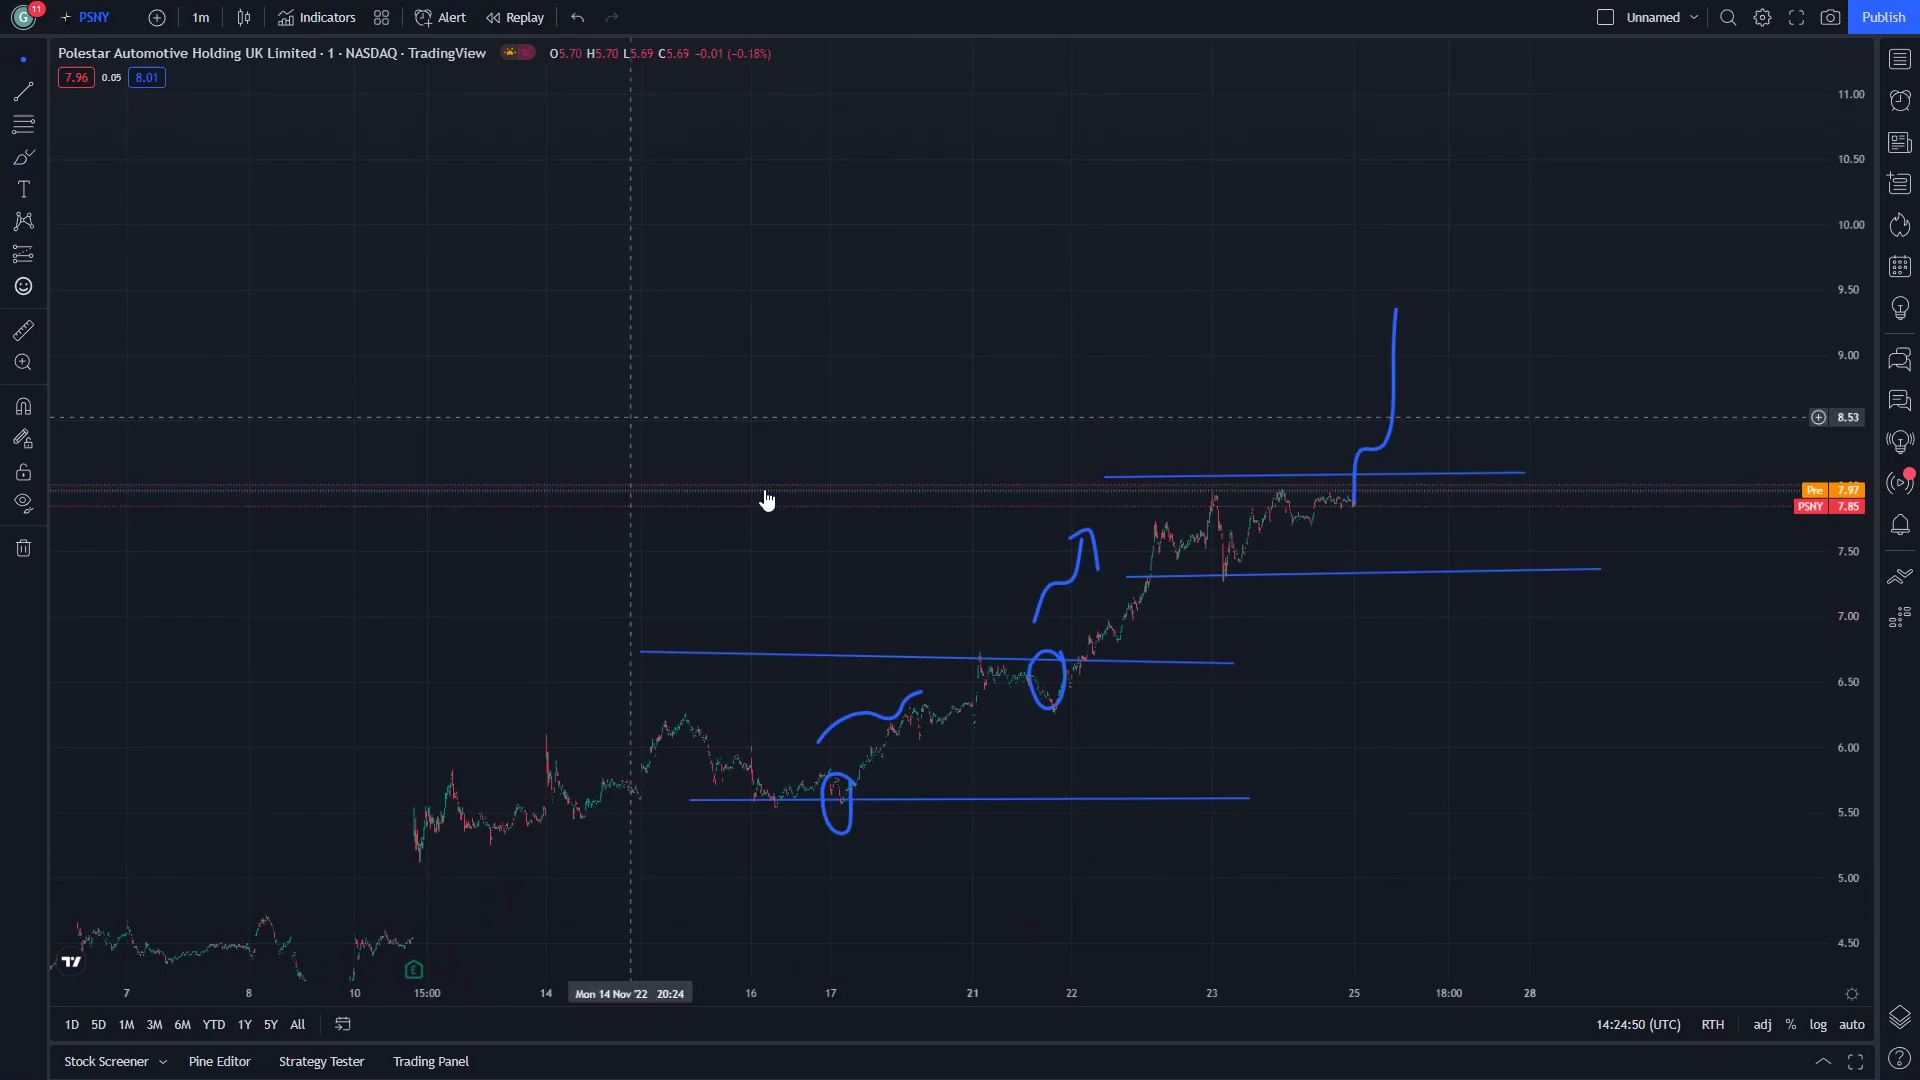 G 11 PSNY 1m Indicators Alert Replay Unnamed Publish
Polestar Automotive Holding UK Limited · 1 · NASDAQ · TradingView O5.70 H5.70 L5.69 C5.69 -0.01 (-0.18%)
7.96 0.05 8.01
11.00
10.50
10.00
9.50
9.00
8.53
Pre 7.97
PSNY 7.85
7.50
7.00
6.50
6.00
5.50
5.00
4.50
E
7 8 10 15:00 14 Mon 14 Nov '22 20:24 16 17 21 22 23 25 18:00 28
1D 5D 1M 3M 6M YTD 1Y 5Y All 14:24:50 (UTC) RTH adj % log auto
Stock Screener Pine Editor Strategy Tester Trading Panel